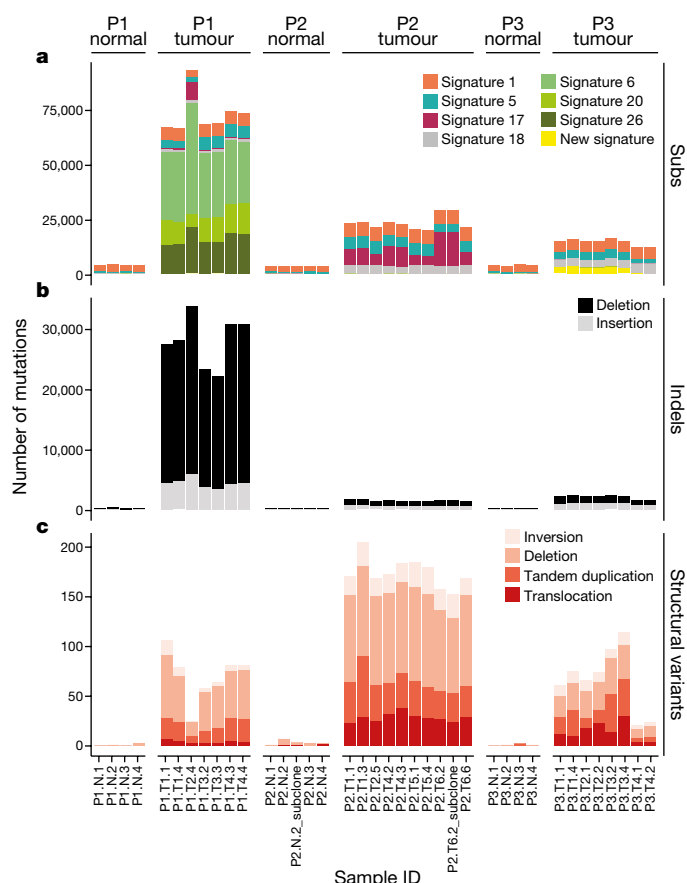 P1 normal
P1 tumour
P2 normal
P2 tumour
P3 normal
P3 tumour
a
Signature 1
Signature 5
Signature 17
Signature 18
Signature 6
Signature 20
Signature 26
New signature
75,000
50,000
25,000
0
Subs
b
Deletion
Insertion
30,000
20,000
10,000
0
Indels
Number of mutations
c
Inversion
Deletion
Tandem duplication
Translocation
200
150
100
50
0
Structural variants
P1.N.1
P1.N.2
P1.N.3
P1.N.4
P1.T1.1
P1.T1.4
P1.T2.4
P1.T3.2
P1.T3.3
P1.T4.3
P1.T4.4
P2.N.1
P2.N.2
P2.N.2_subclone
P2.N.3
P2.N.4
P2.T1.1
P2.T1.3
P2.T2.5
P2.T4.2
P2.T4.3
P2.T5.1
P2.T5.4
P2.T6.2
P2.T6.2_subclone
P2.T6.6
P3.N.1
P3.N.2
P3.N.3
P3.N.4
P3.T1.1
P3.T1.4
P3.T2.1
P3.T2.2
P3.T3.2
P3.T3.4
P3.T4.1
P3.T4.2
Sample ID